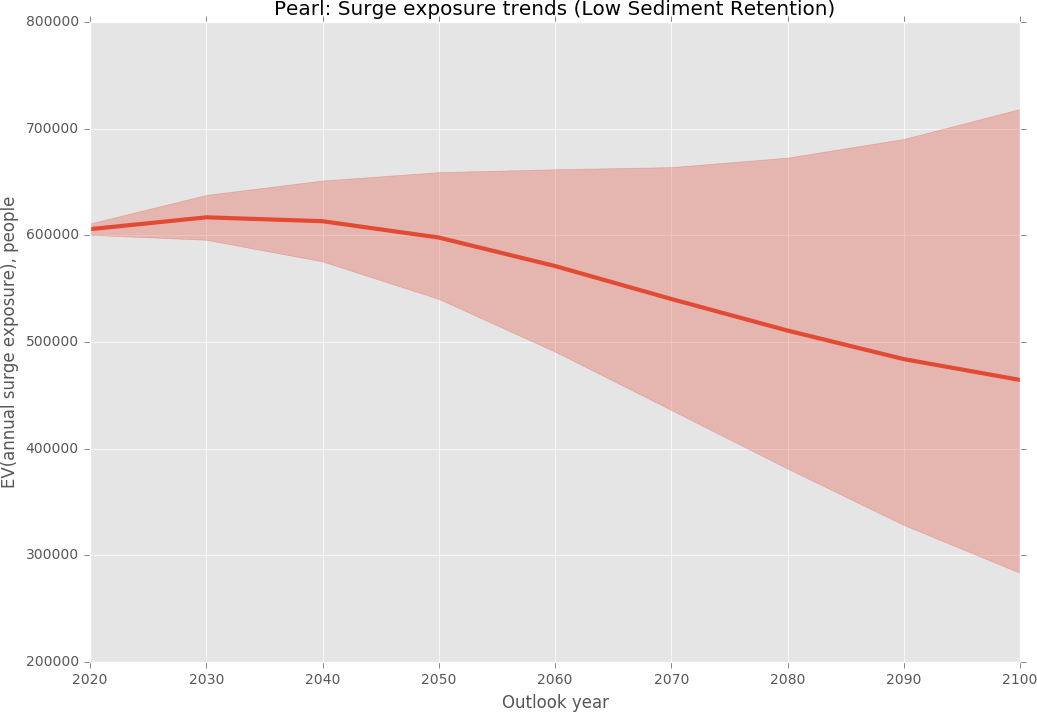 Pearl: Surge exposure trends (Low Sediment Retention)
EV(annual surge exposure), people
800000
700000
600000
500000
400000
300000
200000
2020 2030 2040 2050 2060 2070 2080 2090 2100
Outlook year